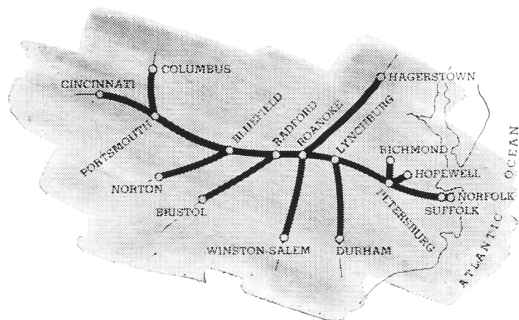 COLUMBUS
CINCINNATI
HAGERSTOWN
PORTSMOUTH
BLUEFIELD
RADFORD
ROANOKE
LYNCHBURG
RICHMOND
HOPEWELL
NORTON
BRISTOL
PETERSBURG
NORFOLK
SUFFOLK
WINSTON-SALEM
DURHAM
ATLANTIC OCEAN